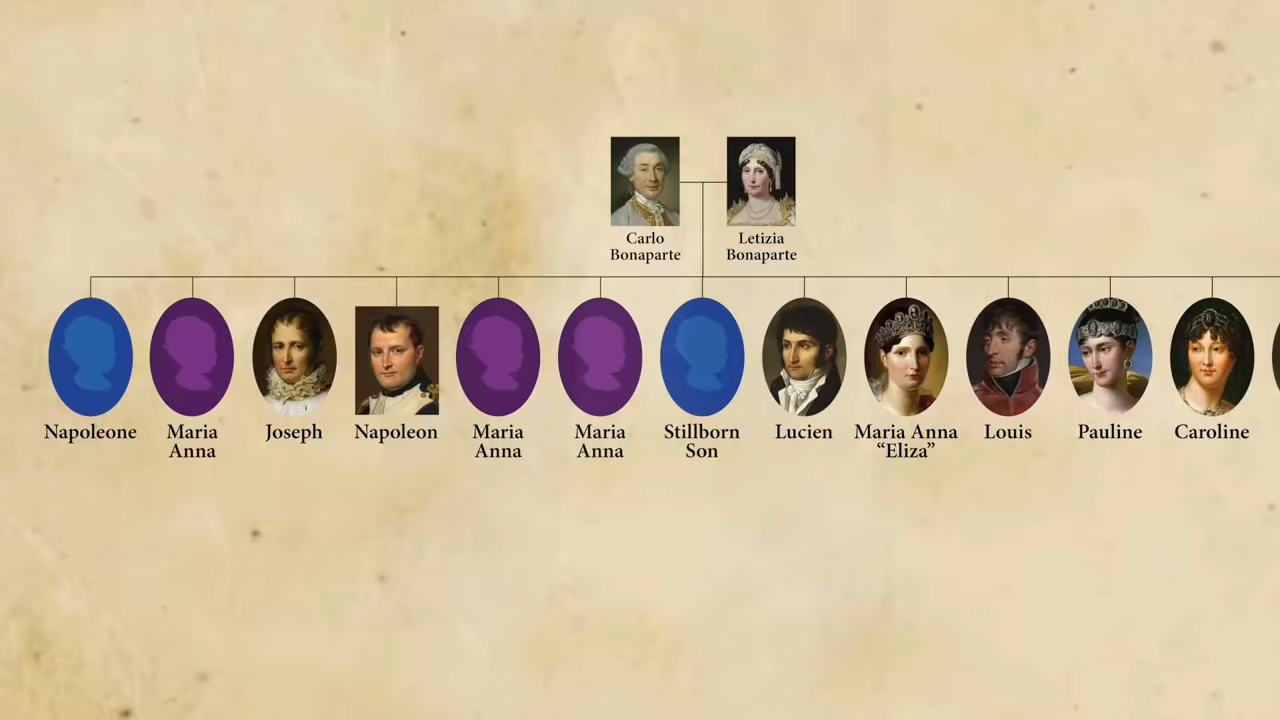 Carlo
Bonaparte
Letizia
Bonaparte
Napoleone
Maria
Anna
Joseph
Napoleon
Maria
Anna
Maria
Anna
Stillborn
Son
Lucien
Maria Anna
“Eliza”
Louis
Pauline
Caroline